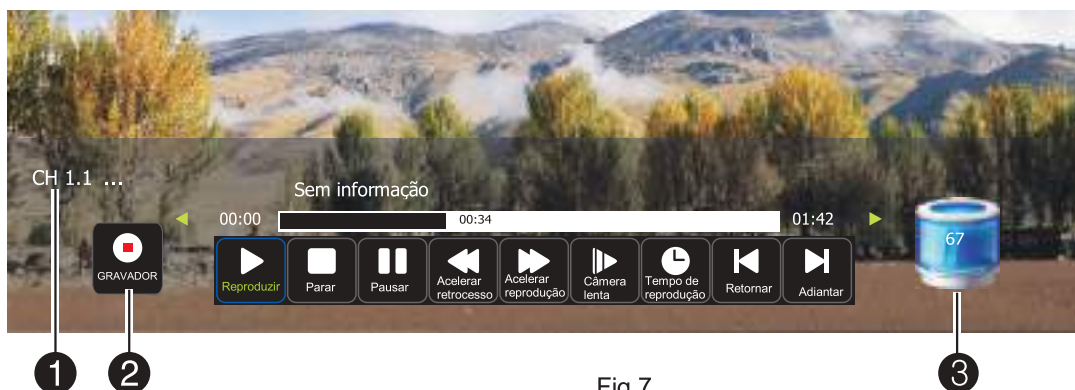 CH 1.1 ...
Sem informação
00:00 00:34 01:42
67
GRAVADOR
Reproduzir
Parar
Pausar
Acelerar
retrocesso
Acelerar
reprodução
Câmera
lenta
Tempo de
reprodução
Retornar
Adiantar
1 2 3
Fig 7